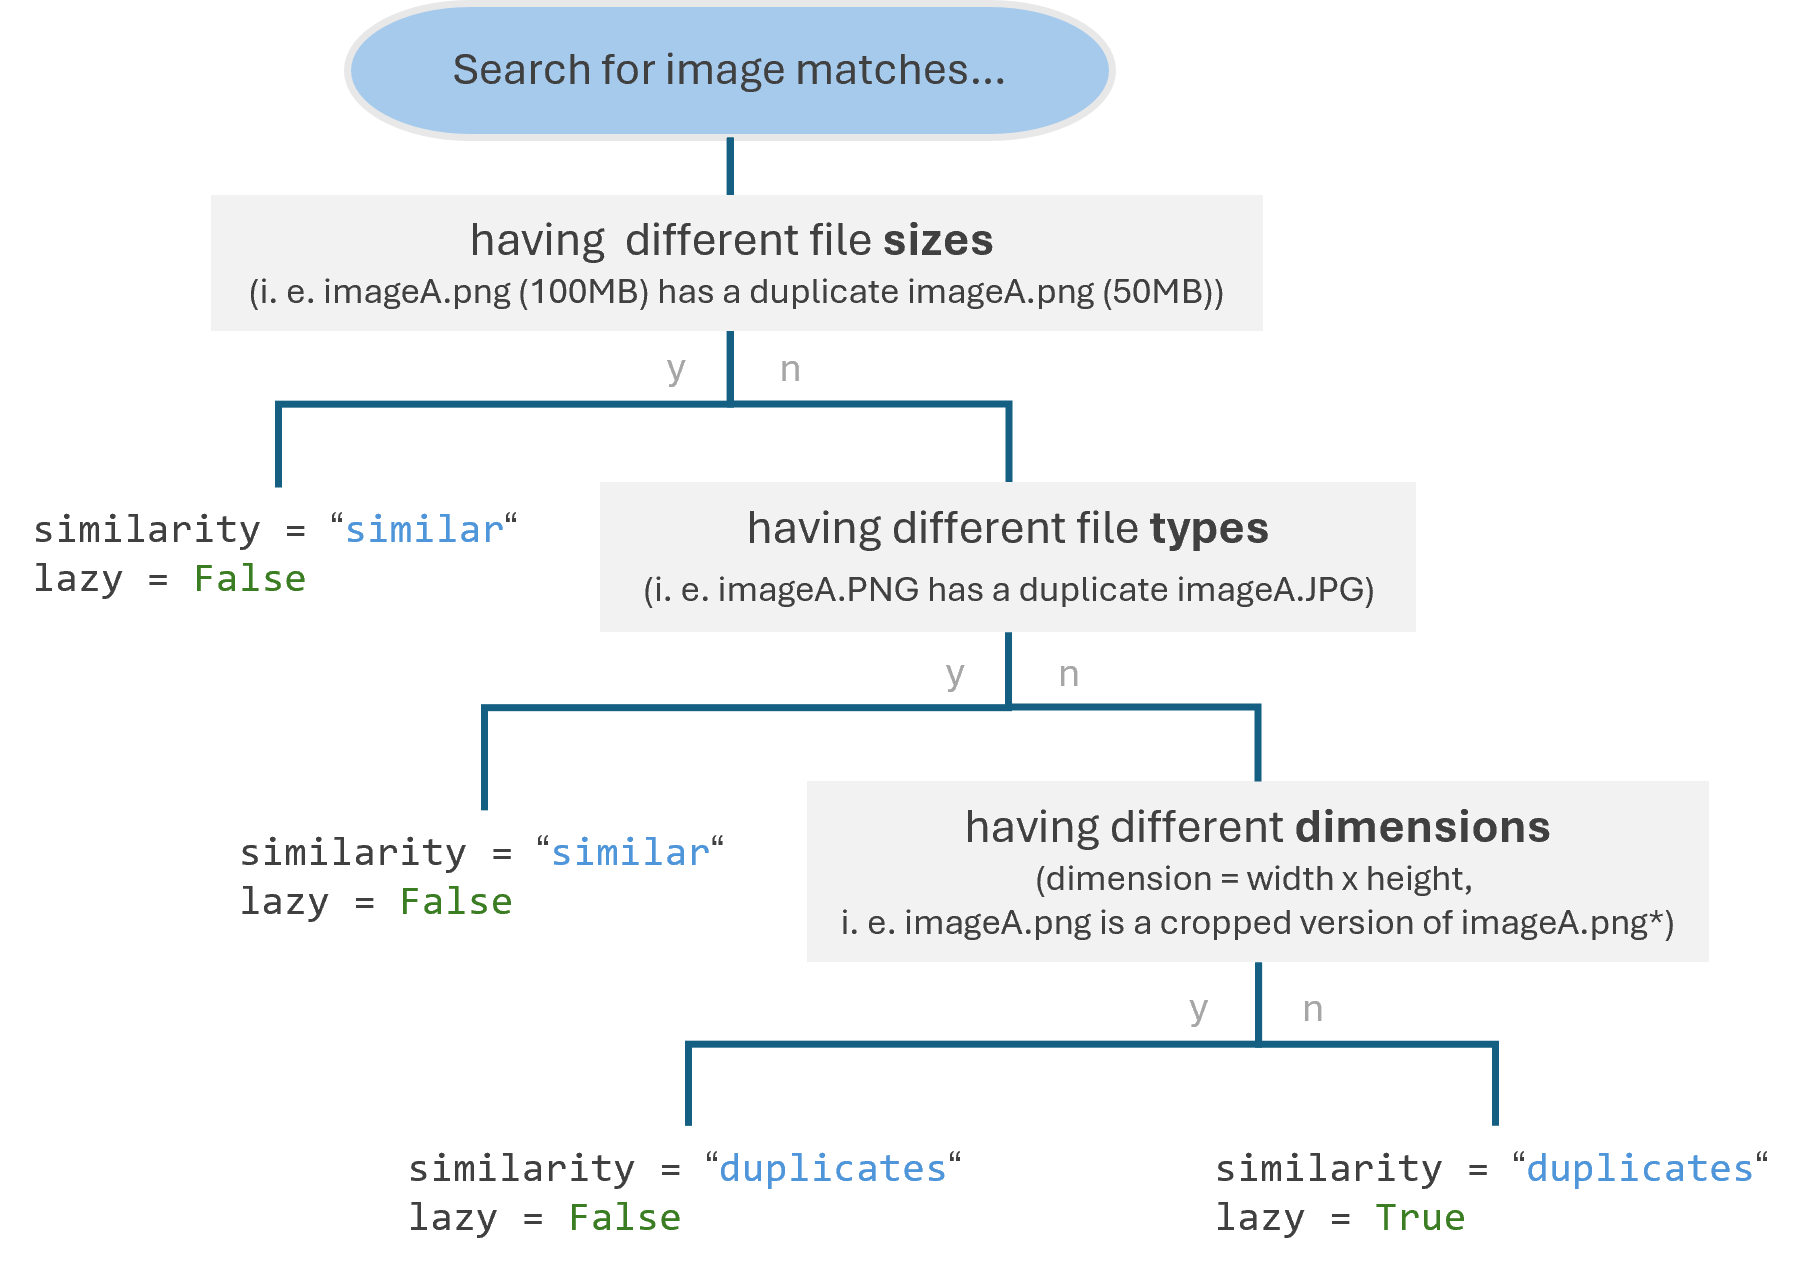 Search for image matches...
having different file sizes
(i. e. imageA.png (100MB) has a duplicate imageA.png (50MB))
y n
similarity = “similar“
lazy = False
having different file types
(i. e. imageA.PNG has a duplicate imageA.JPG)
y n
similarity = “similar“
lazy = False
having different dimensions
(dimension = width x height,
i. e. imageA.png is a cropped version of imageA.png*)
y n
similarity = “duplicates“
lazy = False
similarity = “duplicates“
lazy = True